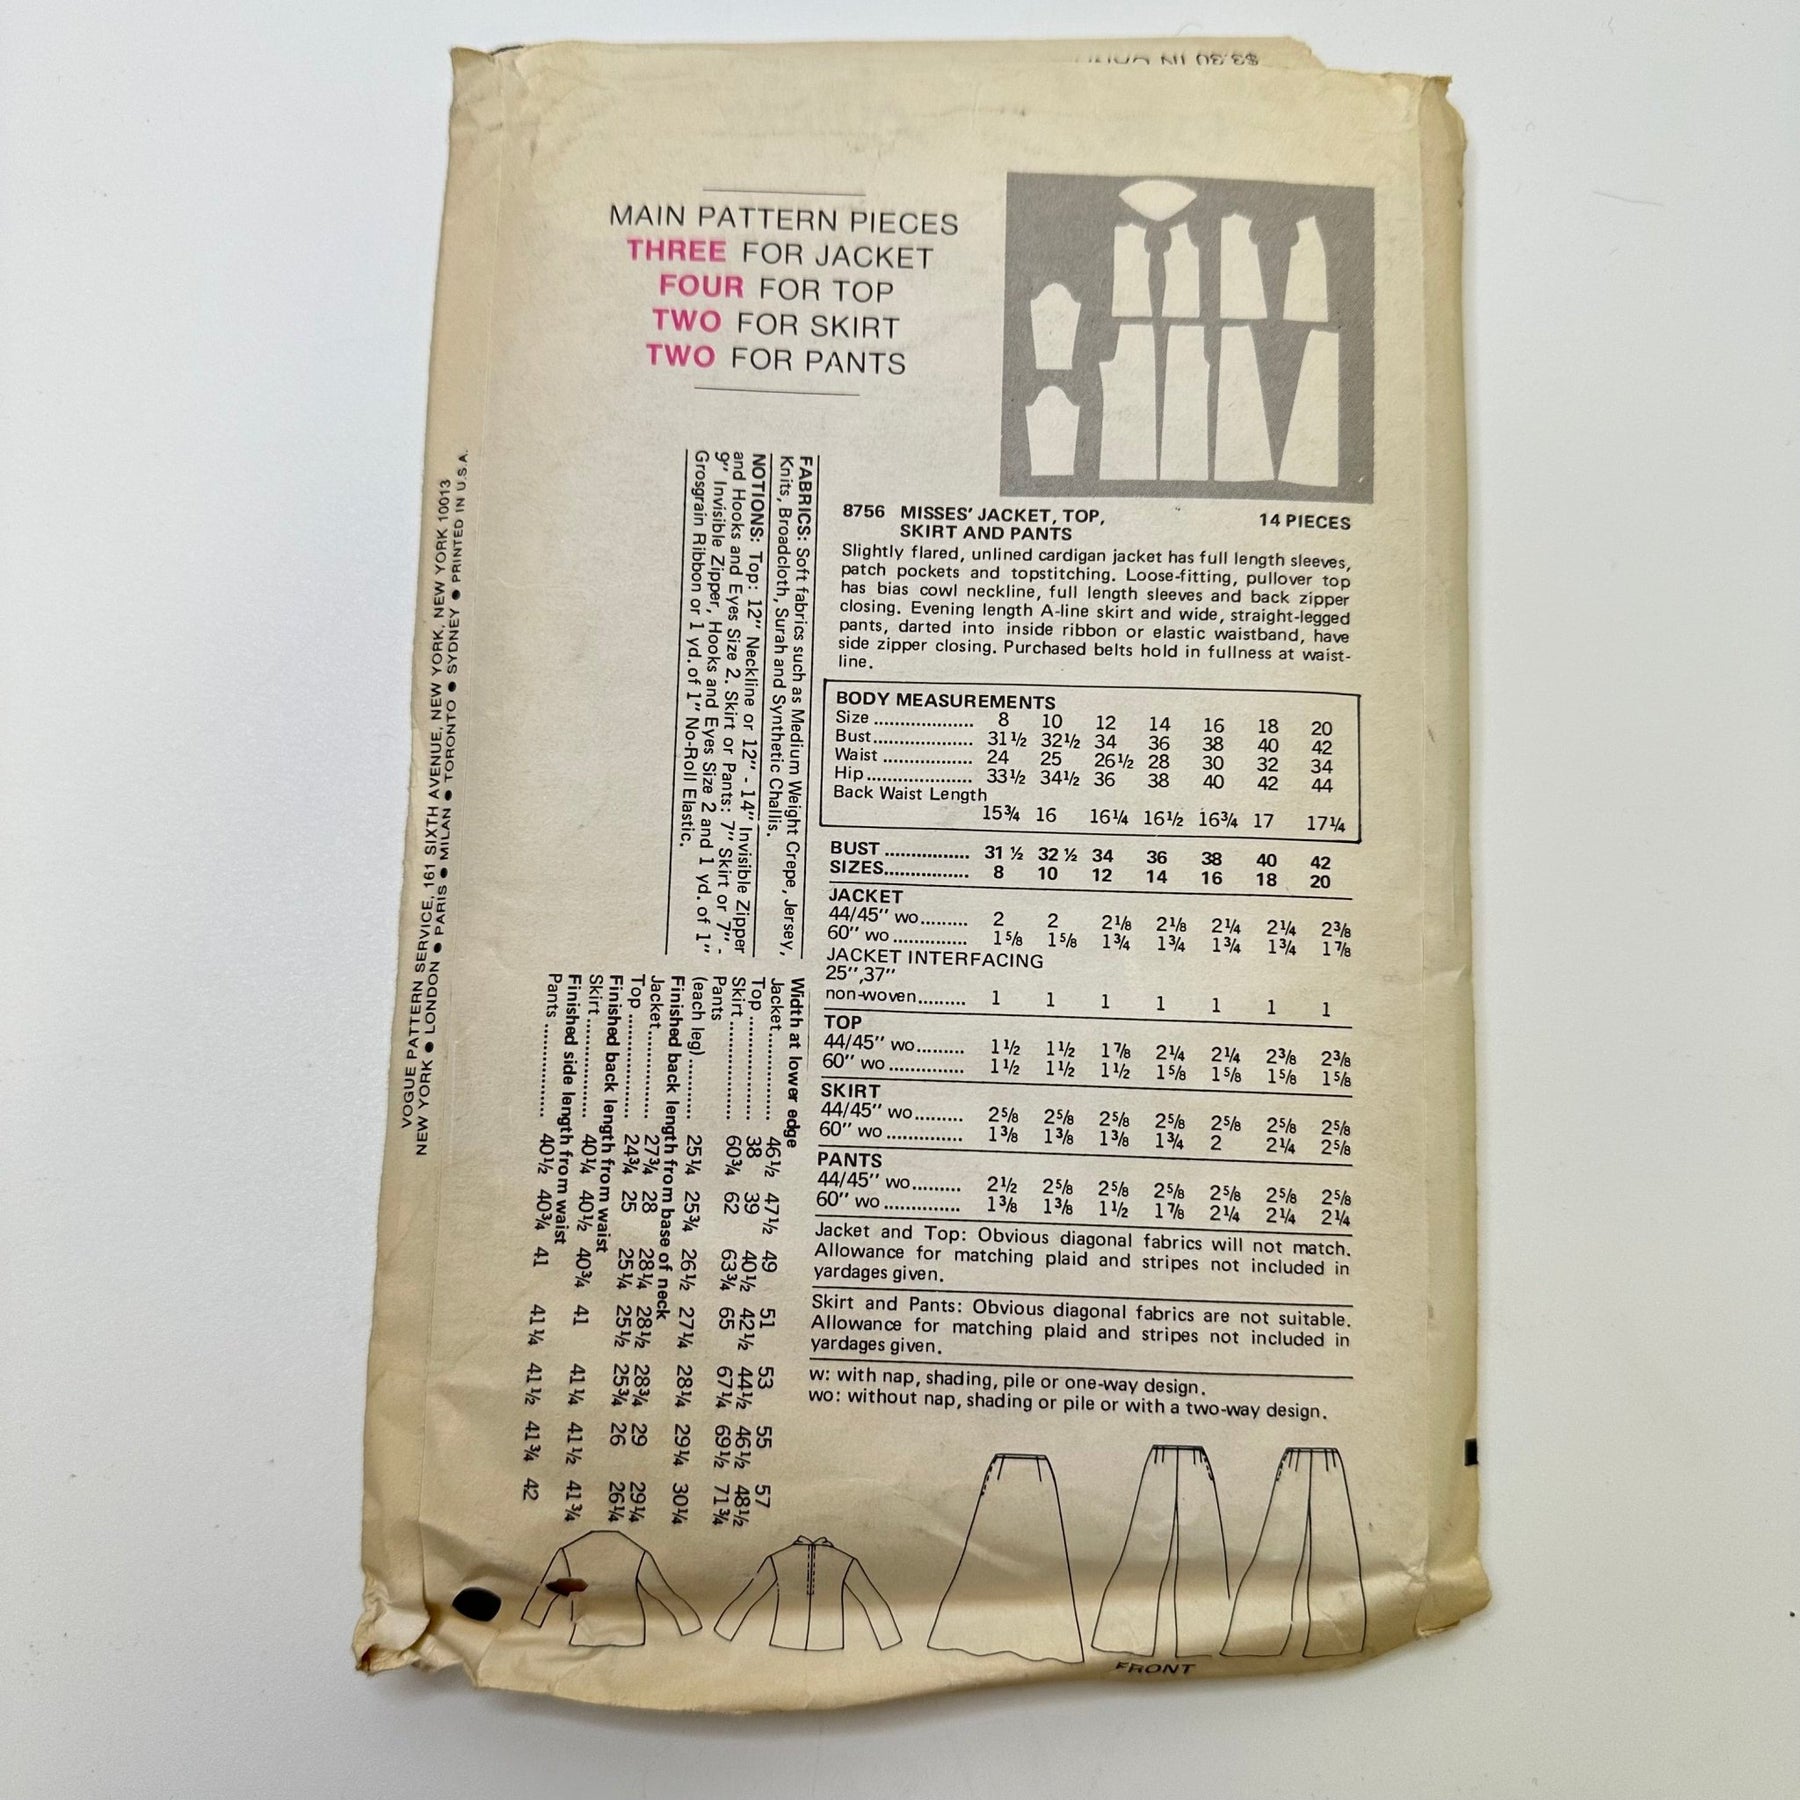 MAIN PATTERN PIECES
THREE FOR JACKET
FOUR FOR TOP
TWO FOR SKIRT
TWO FOR PANTS
8756 MISSES' JACKET, TOP, 14 PIECES
SKIRT AND PANTS
Slightly flared, unlined cardigan jacket has full length sleeves,
patch pockets and topstitching. Loose-fitting, pullover top
has bias cowl neckline, full length sleeves and back zipper
closing. Evening length A-line skirt and wide, straight-legged
pants, darted into inside ribbon or elastic waistband, have
side zipper closing. Purchased belts hold in fullness at waist-
line.
BODY MEASUREMENTS
Size .................. 8 10 12 14 16 18 20
Bust.................. 31½ 32½ 34 36 38 40 42
Waist ................ 24 25 26½ 28 30 32 34
Hip................... 33½ 34½ 36 38 40 42 44
Back Waist Length
15¾ 16 16¼ 16½ 16¾ 17 17¼
BUST ................ 31 ½ 32 ½ 34 36 38 40 42
SIZES................ 8 10 12 14 16 18 20
JACKET
44/45" wo......... 2 2 2⅛ 2⅛ 2¼ 2¼ 2⅜
60" wo .............. 1⅝ 1⅝ 1¾ 1¾ 1¾ 1¾ 1⅞
JACKET INTERFACING
25",37"
non-woven......... 1 1 1 1 1 1 1
TOP
44/45" wo......... 1½ 1½ 1⅞ 2¼ 2¼ 2⅜ 2⅜
60" wo .............. 1½ 1½ 1½ 1⅝ 1⅝ 1⅝ 1⅝
SKIRT
44/45" wo......... 2⅝ 2⅝ 2⅝ 2⅝ 2⅝ 2⅝ 2⅝
60" wo .............. 1⅜ 1⅜ 1⅜ 1¾ 2 2¼ 2⅝
PANTS
44/45" wo......... 2½ 2⅝ 2⅝ 2⅝ 2⅝ 2⅝ 2⅝
60" wo .............. 1⅜ 1⅜ 1½ 1⅞ 2¼ 2¼ 2¼
Jacket and Top: Obvious diagonal fabrics will not match.
Allowance for matching plaid and stripes not included in
yardages given.
Skirt and Pants: Obvious diagonal fabrics are not suitable.
Allowance for matching plaid and stripes not included in
yardages given.
w: with nap, shading, pile or one-way design.
wo: without nap, shading or pile or with a two-way design.
FRONT
FABRICS: Soft fabrics such as Medium Weight Crepe, Jersey,
Knits, Broadcloth, Surah and Synthetic Challis.
NOTIONS: Top: 12" Neckline or 12" - 14" Invisible Zipper
and Hooks and Eyes Size 2. Skirt or Pants: 7" Skirt or 7" -
9" Invisible Zipper, Hooks and Eyes Size 2 and 1 yd. of 1"
Grosgrain Ribbon or 1 yd. of 1" No-Roll Elastic.
Width at lower edge
Jacket................ 46½ 47½ 49 51 53 55 57
Top .................. 38 39 40½ 42½ 44½ 46½ 48½
Skirt................. 60¾ 62 63¾ 65 67¼ 69½ 71¾
Pants
(each leg) ........... 25¼ 25¾ 26½ 27¼ 28¼ 29¼ 30¼
Finished back length from base of neck
Jacket................ 27¾ 28 28¼ 28½ 28¾ 29 29¼
Top .................. 24¾ 25 25¼ 25½ 25¾ 26 26¼
Finished back length from waist
Skirt................. 40¼ 40½ 40¾ 41 41¼ 41½ 41¾
Finished side length from waist
Pants ................ 40½ 40¾ 41 41¼ 41½ 41¾ 42
VOGUE PATTERN SERVICE, 161 SIXTH AVENUE, NEW YORK, NEW YORK 10013
NEW YORK ● LONDON ● PARIS ● MILAN ● TORONTO ● SYDNEY ● PRINTED IN U.S.A.